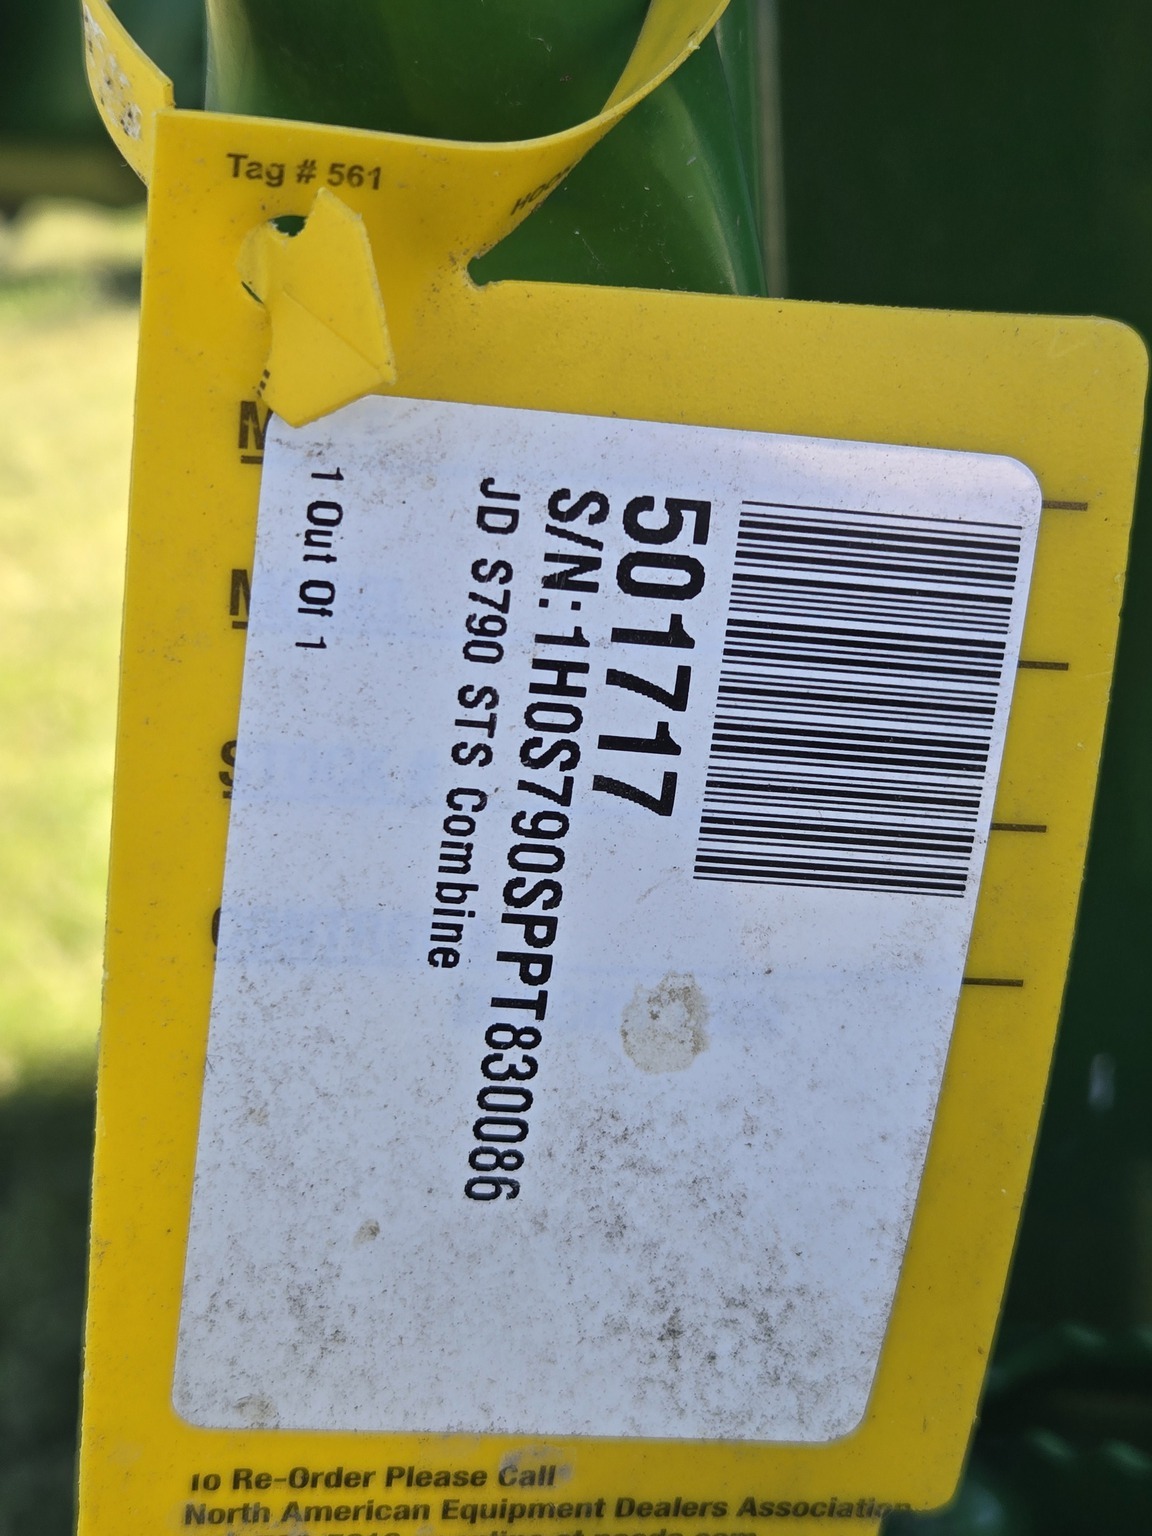 Tag # 561
501717
S/N:1H0S790SPPT830086
JD S790 STS Combine
1 Out Of 1
M
M
S
Re-Order Please Call
North American Equipment Dealers Association